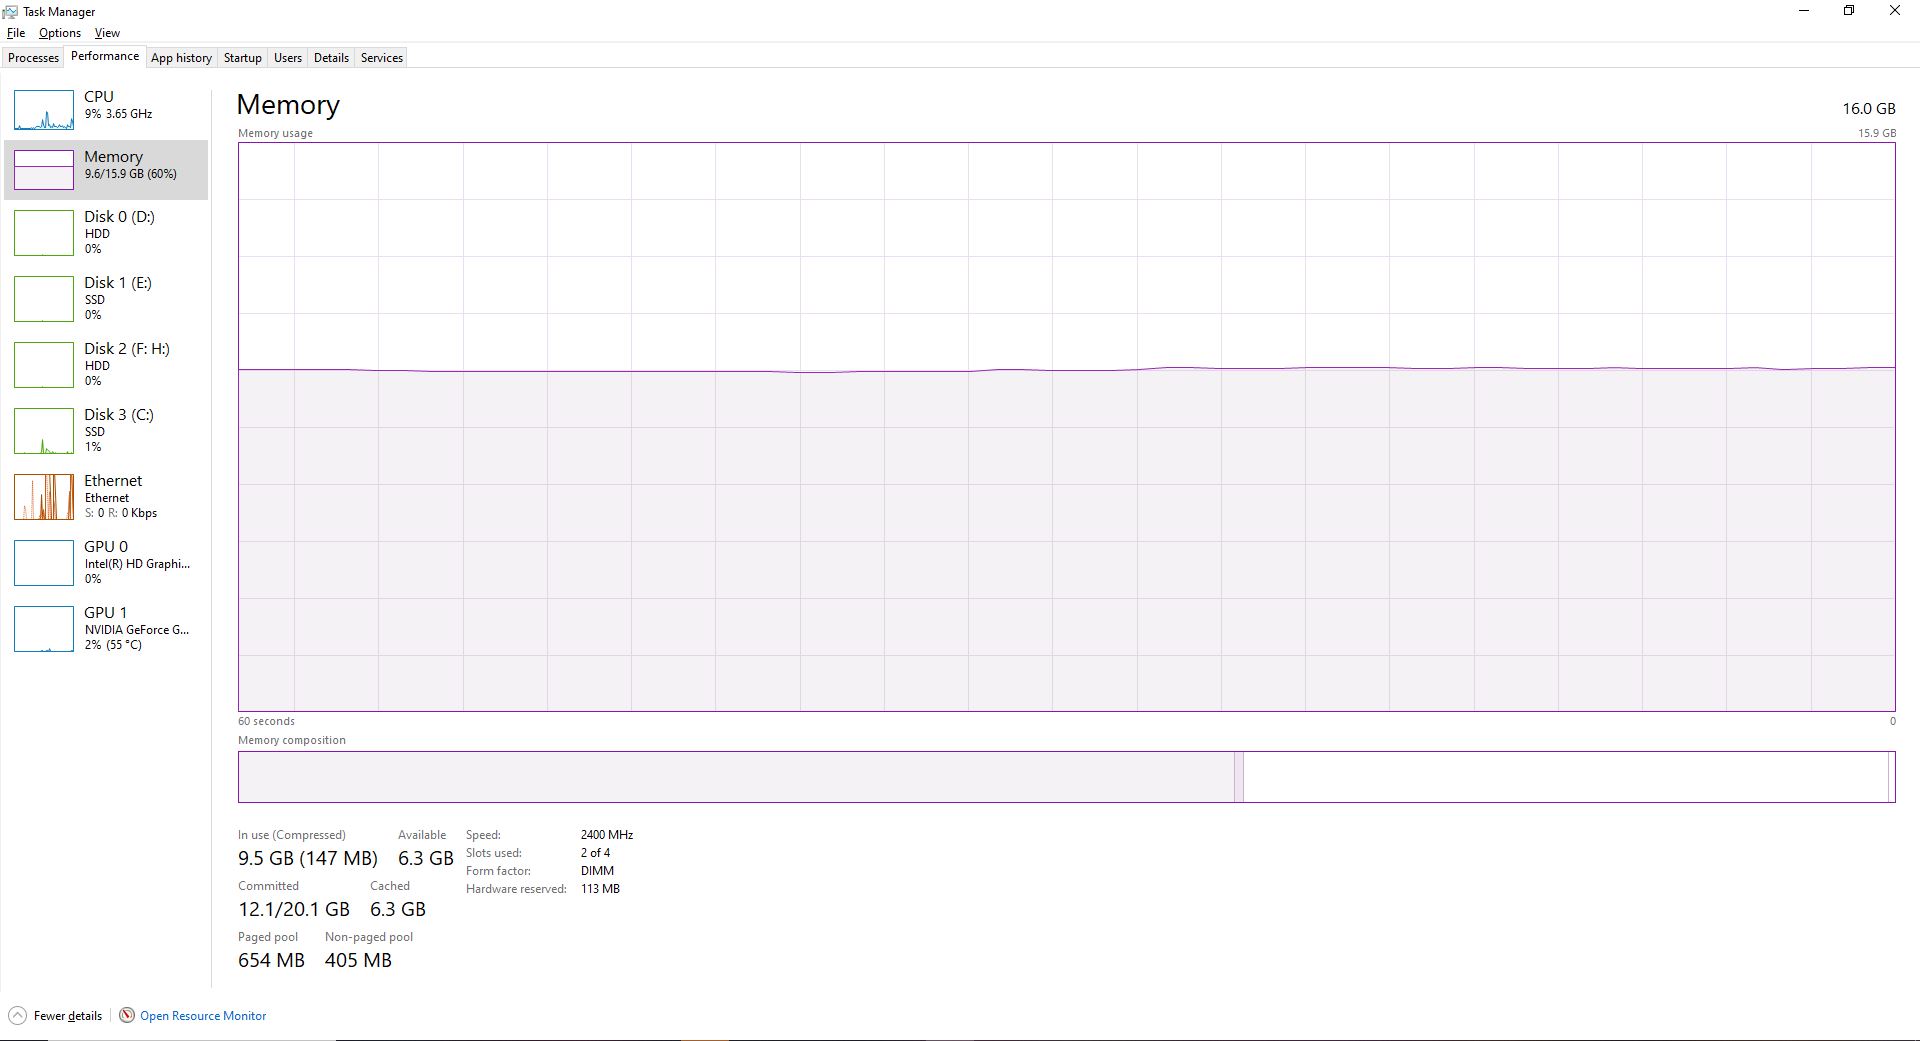 Task Manager
File Options View
Processes Performance App history Startup Users Details Services
CPU
9% 3.65 GHz
Memory
9.6/15.9 GB (60%)
Disk 0 (D:)
HDD
0%
Disk 1 (E:)
SSD
0%
Disk 2 (F: H:)
HDD
0%
Disk 3 (C:)
SSD
1%
Ethernet
Ethernet
S: 0 R: 0 Kbps
GPU 0
Intel(R) HD Graphi...
0%
GPU 1
NVIDIA GeForce G...
2% (55 °C)
Memory 16.0 GB
Memory usage 15.9 GB
60 seconds 0
Memory composition
In use (Compressed) Available
9.5 GB (147 MB) 6.3 GB
Committed Cached
12.1/20.1 GB 6.3 GB
Paged pool Non-paged pool
654 MB 405 MB
Speed: 2400 MHz
Slots used: 2 of 4
Form factor: DIMM
Hardware reserved: 113 MB
Fewer details Open Resource Monitor